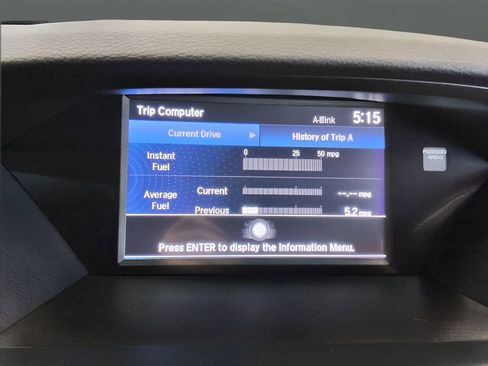 Trip Computer
5:15
Current Drive
History of Trip A
0 25 50 mpg
Instant
Fuel
PASSENGER
AIRBAG
Average
Fuel
Current --.-- mpg
Previous 5.2 mpg
Press ENTER to display the Information Menu.